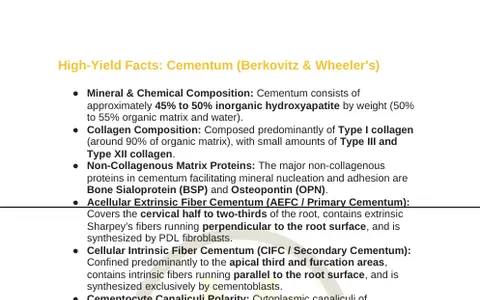 High-Yield Facts: Cementum (Berkovitz & Wheeler's)
● Mineral & Chemical Composition: Cementum consists of
approximately 45% to 50% inorganic hydroxyapatite by weight (50%
to 55% organic matrix and water).
● Collagen Composition: Composed predominantly of Type I collagen
(around 90% of organic matrix), with small amounts of Type III and
Type XII collagen.
● Non-Collagenous Matrix Proteins: The major non-collagenous
proteins in cementum facilitating mineral nucleation and adhesion are
Bone Sialoprotein (BSP) and Osteopontin (OPN).
● Acellular Extrinsic Fiber Cementum (AEFC / Primary Cementum):
Covers the cervical half to two-thirds of the root, contains extrinsic
Sharpey's fibers running perpendicular to the root surface, and is
synthesized by PDL fibroblasts.
● Cellular Intrinsic Fiber Cementum (CIFC / Secondary Cementum):
Confined predominantly to the apical third and furcation areas,
contains intrinsic fibers running parallel to the root surface, and is
synthesized exclusively by cementoblasts.
● Cementocyte Canaliculi Polarity: Cytoplasmic canaliculi of